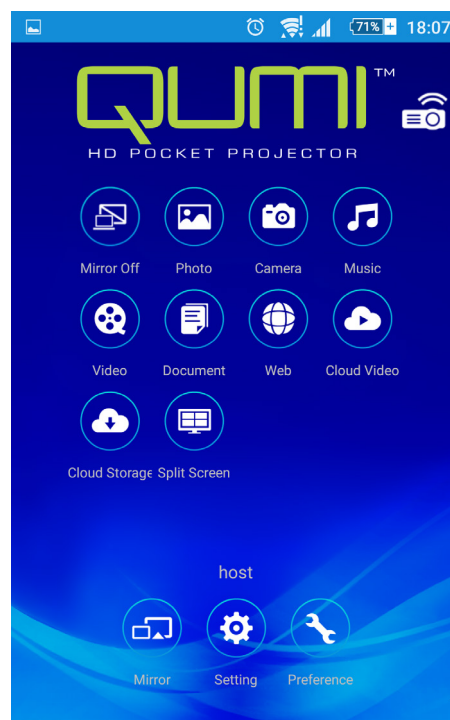 71% 18:07
QUMI™
HD POCKET PROJECTOR
Mirror Off Photo Camera Music
Video Document Web Cloud Video
Cloud Storage Split Screen
host
Mirror Setting Preference